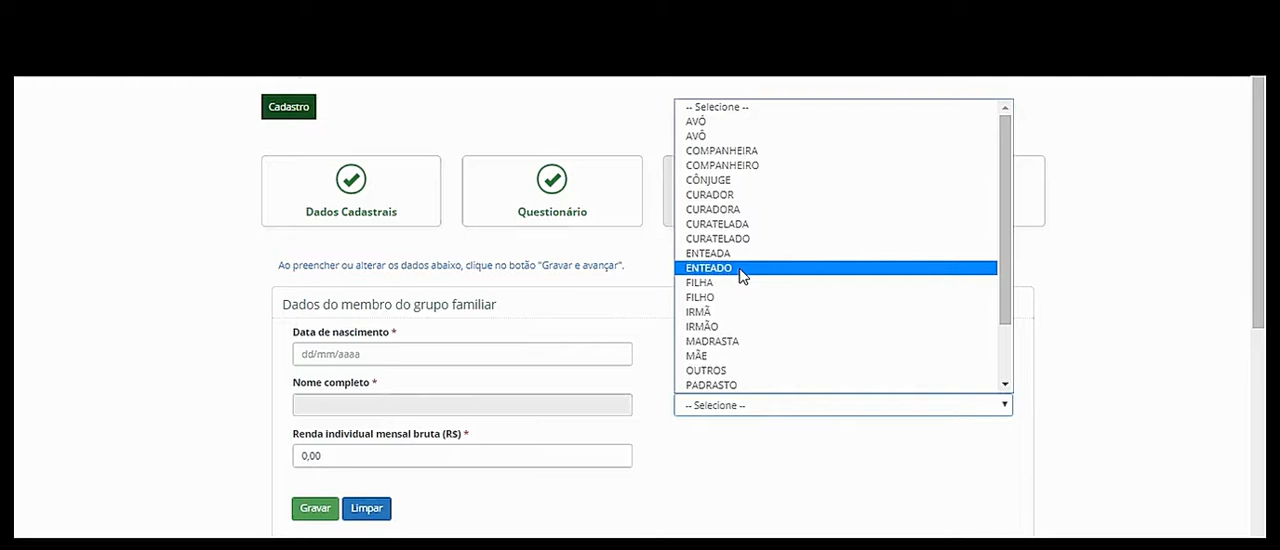 Cadastro
Dados Cadastrais
Questionário
Ao preencher ou alterar os dados abaixo, clique no botão "Gravar e avançar".
Dados do membro do grupo familiar
Data de nascimento *
dd/mm/aaaa
Nome completo *
Renda individual mensal bruta (R$) *
0,00
Gravar
Limpar
-- Selecione --
AVÓ
AVÔ
COMPANHEIRA
COMPANHEIRO
CÔNJUGE
CURADOR
CURADORA
CURATELADA
CURATELADO
ENTEADA
ENTEADO
FILHA
FILHO
IRMÃ
IRMÃO
MADRASTA
MÃE
OUTROS
PADRASTO
-- Selecione --